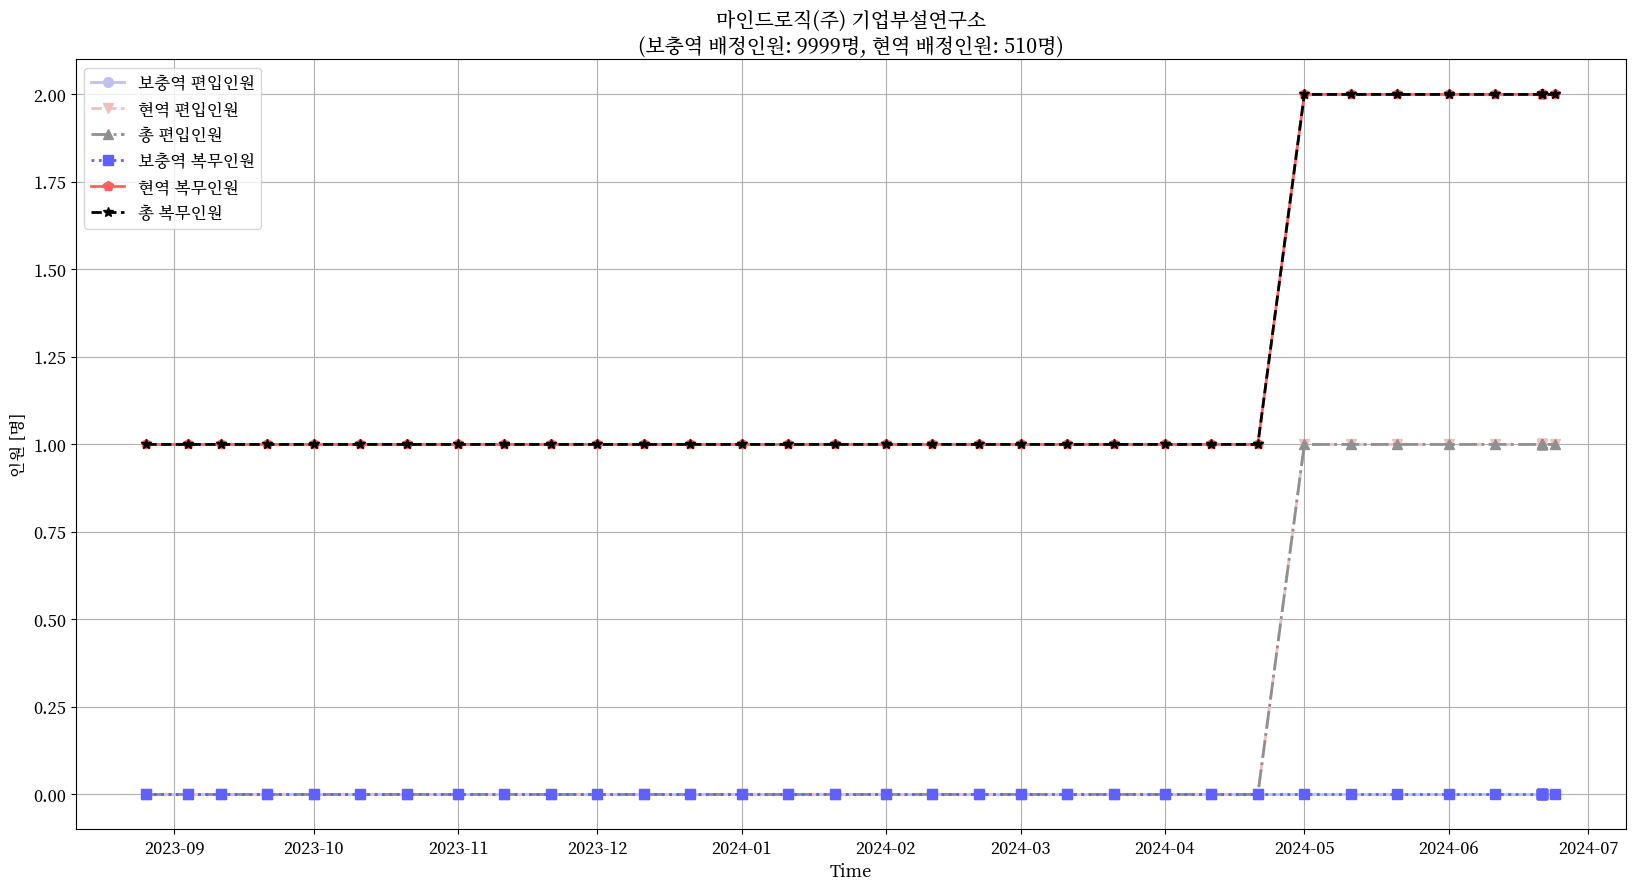 마인드로직(주) 기업부설연구소
(보충역 배정인원: 9999명, 현역 배정인원: 510명)
보충역 편입인원
현역 편입인원
총 편입인원
보충역 복무인원
현역 복무인원
총 복무인원
2.00
1.75
1.50
1.25
1.00
0.75
0.50
0.25
0.00
인원 [명]
2023-09 2023-10 2023-11 2023-12 2024-01 2024-02 2024-03 2024-04 2024-05 2024-06 2024-07
Time